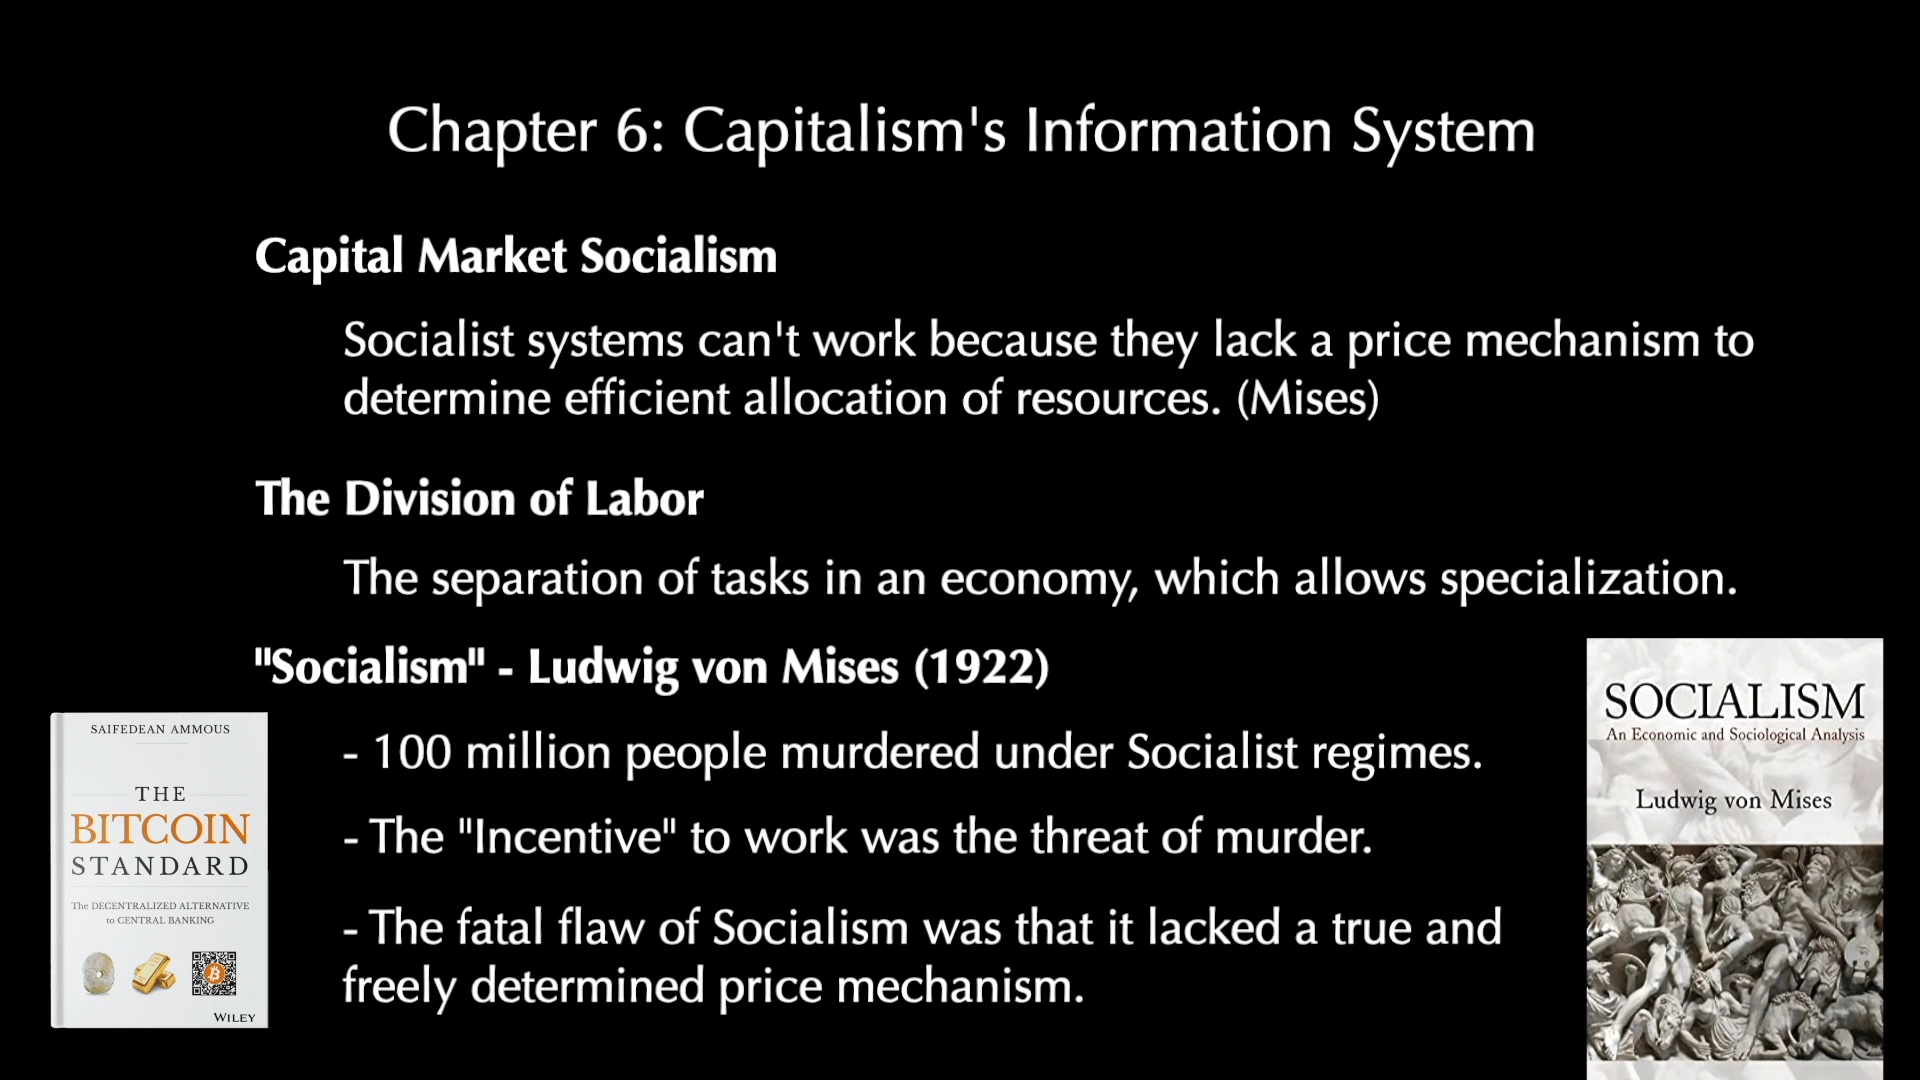 Chapter 6: Capitalism's Information System
Capital Market Socialism
Socialist systems can't work because they lack a price mechanism to
determine efficient allocation of resources. (Mises)
The Division of Labor
The separation of tasks in an economy, which allows specialization.
"Socialism" - Ludwig von Mises (1922)
- 100 million people murdered under Socialist regimes.
- The "Incentive" to work was the threat of murder.
- The fatal flaw of Socialism was that it lacked a true and
freely determined price mechanism.
SAIFEDEAN AMMOUS
THE
BITCOIN
STANDARD
The DECENTRALIZED ALTERNATIVE
to CENTRAL BANKING
WILEY
SOCIALISM
An Economic and Sociological Analysis
Ludwig von Mises